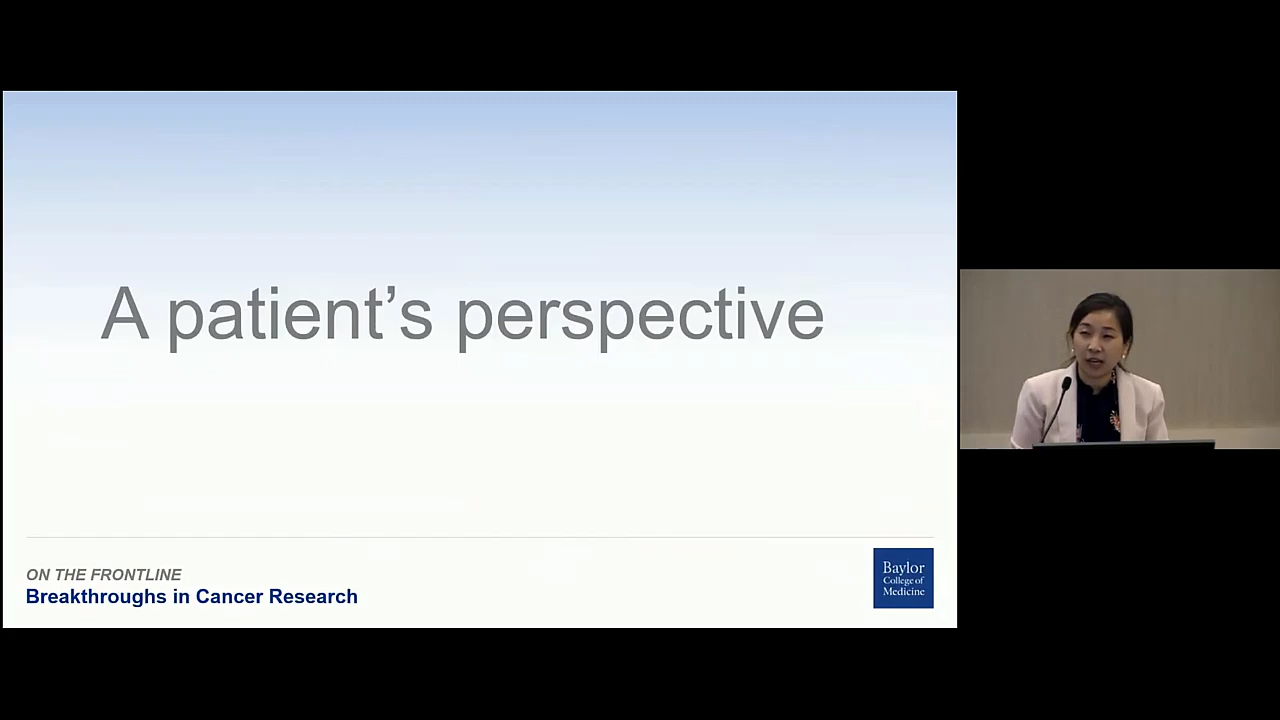 A patient’s perspective
ON THE FRONTLINE
Breakthroughs in Cancer Research
Baylor
College of
Medicine